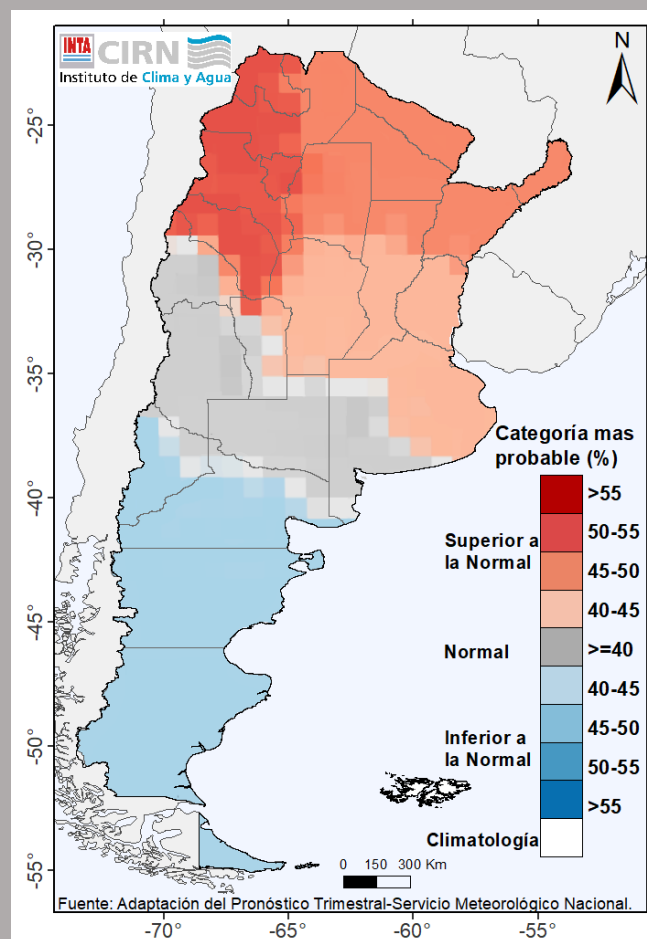 INTA CIRN
Instituto de Clima y Agua
N
-25°
-30°
-35°
-40°
-45°
-50°
-55°
Categoría mas
probable (%)
>55
50-55
Superior a
la Normal
45-50
40-45
Normal
>=40
40-45
45-50
Inferior a
la Normal
50-55
>55
Climatología
0 150 300 Km
Fuente: Adaptación del Pronóstico Trimestral-Servicio Meteorológico Nacional.
-70° -65° -60° -55°